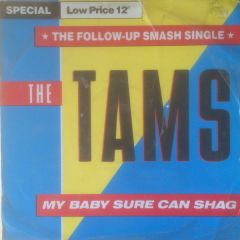 SPECIAL Low Price 12"
★ THE FOLLOW-UP SMASH SINGLE ★
THE TAMS
MY BABY SURE CAN SHAG